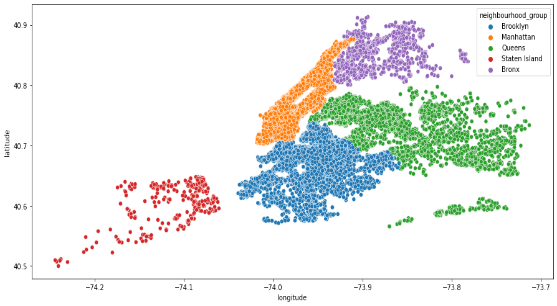 neighbourhood_group
Brooklyn
Manhattan
Queens
Staten Island
Bronx
latitude
40.9
40.8
40.7
40.6
40.5
−74.2
−74.1
−74.0
−73.9
−73.8
−73.7
longitude